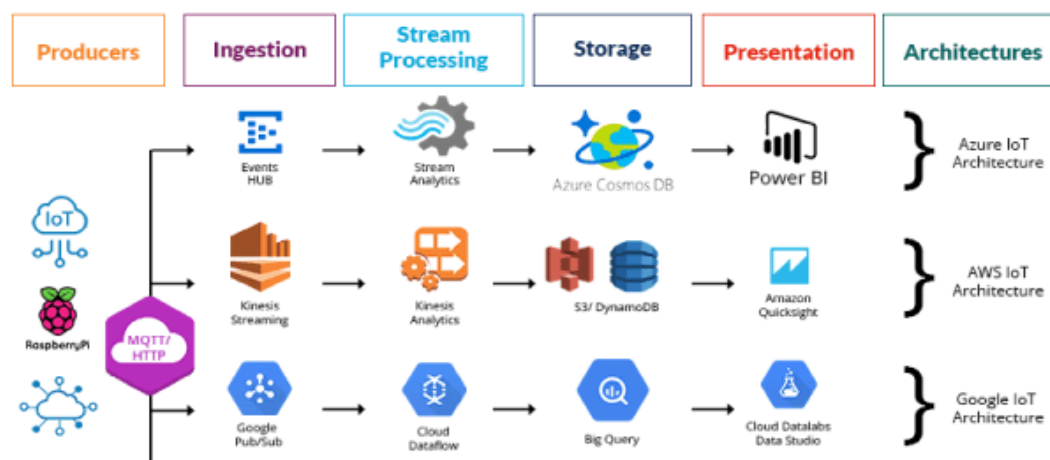 Producers
Ingestion
Stream
Processing
Storage
Presentation
Architectures
Events
HUB
Stream
Analytics
Azure Cosmos DB
Power BI
Azure IoT
Architecture
IoT
Kinesis
Streaming
Kinesis
Analytics
S3/ DynamoDB
Amazon
Quicksight
AWS IoT
Architecture
RaspberryPi
MQTT/
HTTP
Google
Pub/Sub
Cloud
Dataflow
Big Query
Cloud Datalabs
Data Studio
Google IoT
Architecture